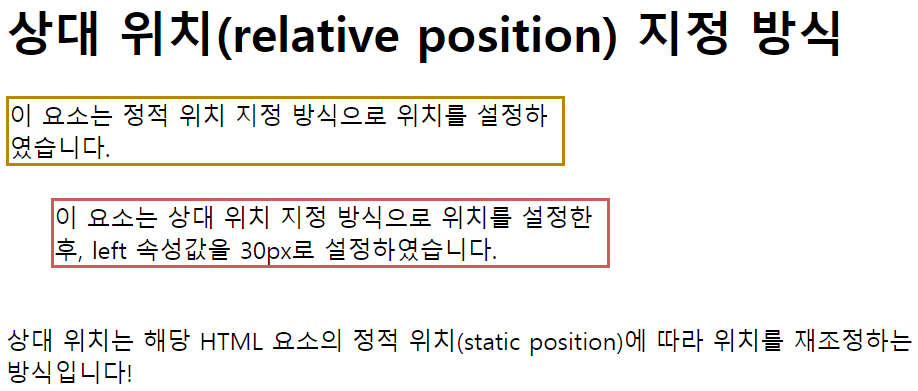 상대 위치(relative position) 지정 방식
이 요소는 정적 위치 지정 방식으로 위치를 설정하
였습니다.
이 요소는 상대 위치 지정 방식으로 위치를 설정한
후, left 속성값을 30px로 설정하였습니다.
상대 위치는 해당 HTML 요소의 정적 위치(static position)에 따라 위치를 재조정하는
방식입니다!